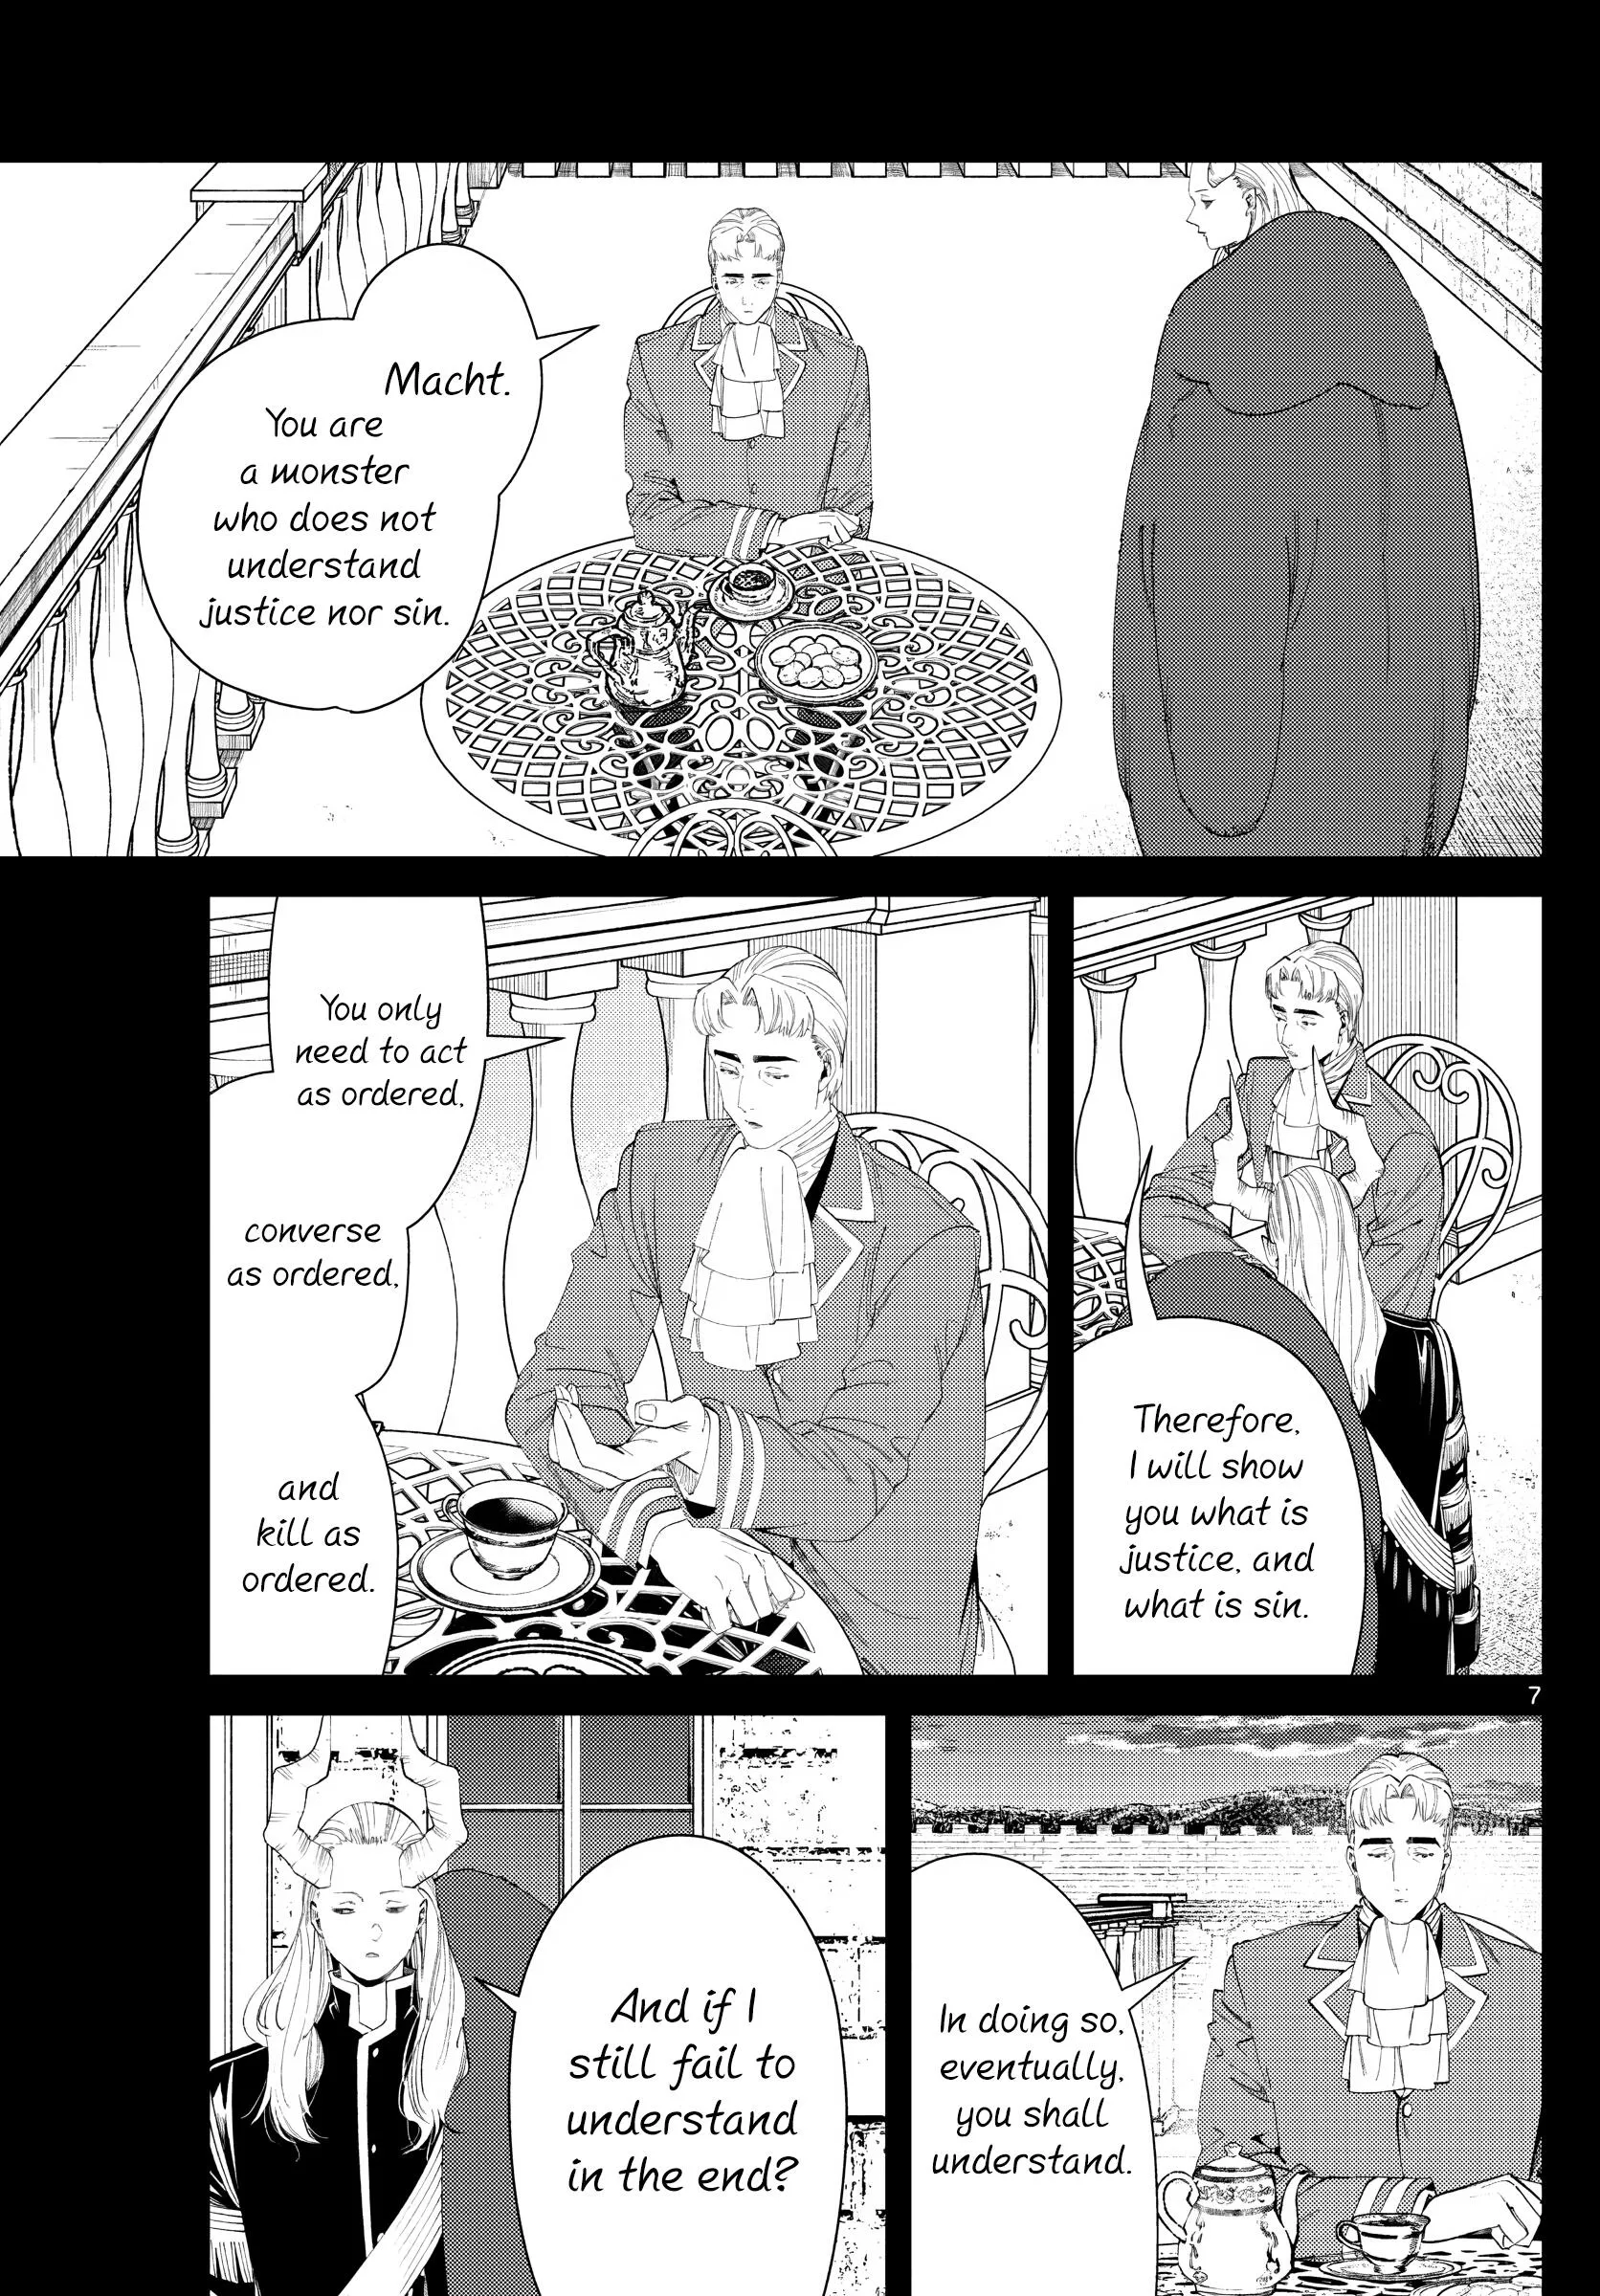 Macht.
You are
a monster
who does not
understand
justice nor sin.
Therefore,
I will show
you what is
justice, and
what is sin.
You only
need to act
as ordered,
converse
as ordered,
and
kill as
ordered.
7
In doing so,
eventually,
you shall
understand.
And if I
still fail to
understand
in the end?